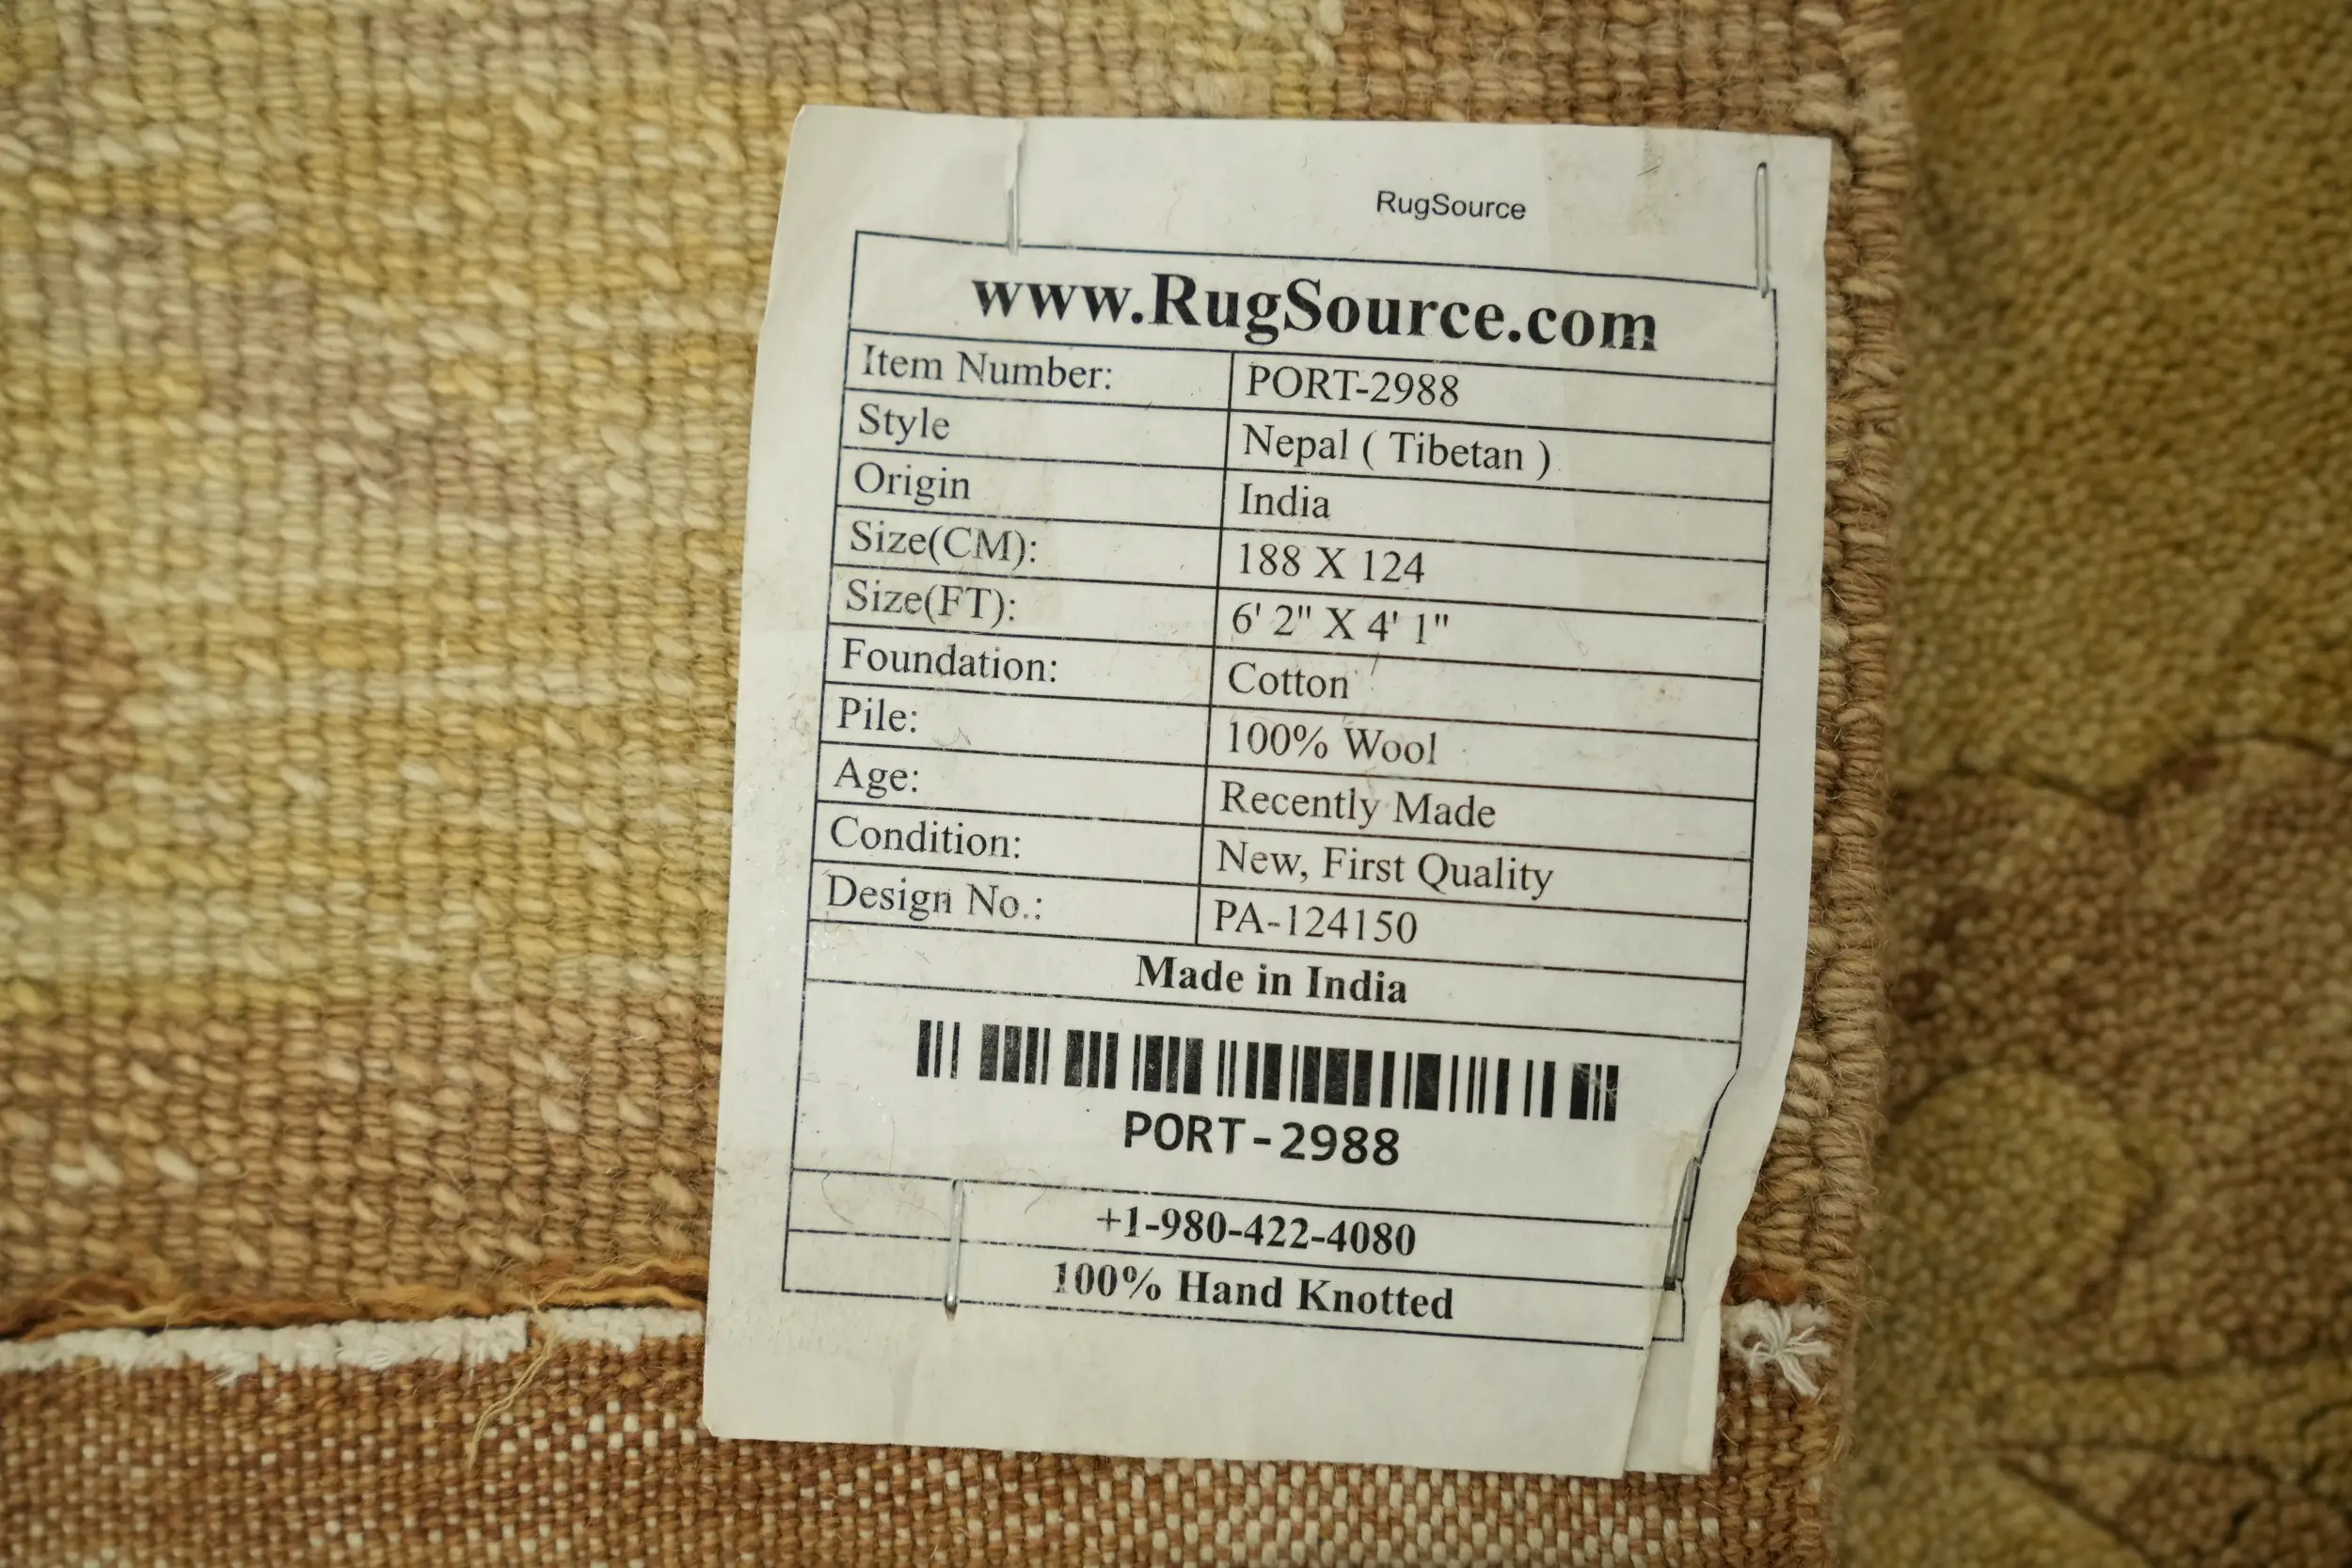 RugSource
www.RugSource.com
Item Number: PORT-2988
Style Nepal ( Tibetan )
Origin India
Size(CM): 188 X 124
Size(FT): 6' 2" X 4' 1"
Foundation: Cotton
Pile: 100% Wool
Age: Recently Made
Condition: New, First Quality
Design No.: PA-124150
Made in India
PORT-2988
+1-980-422-4080
100% Hand Knotted